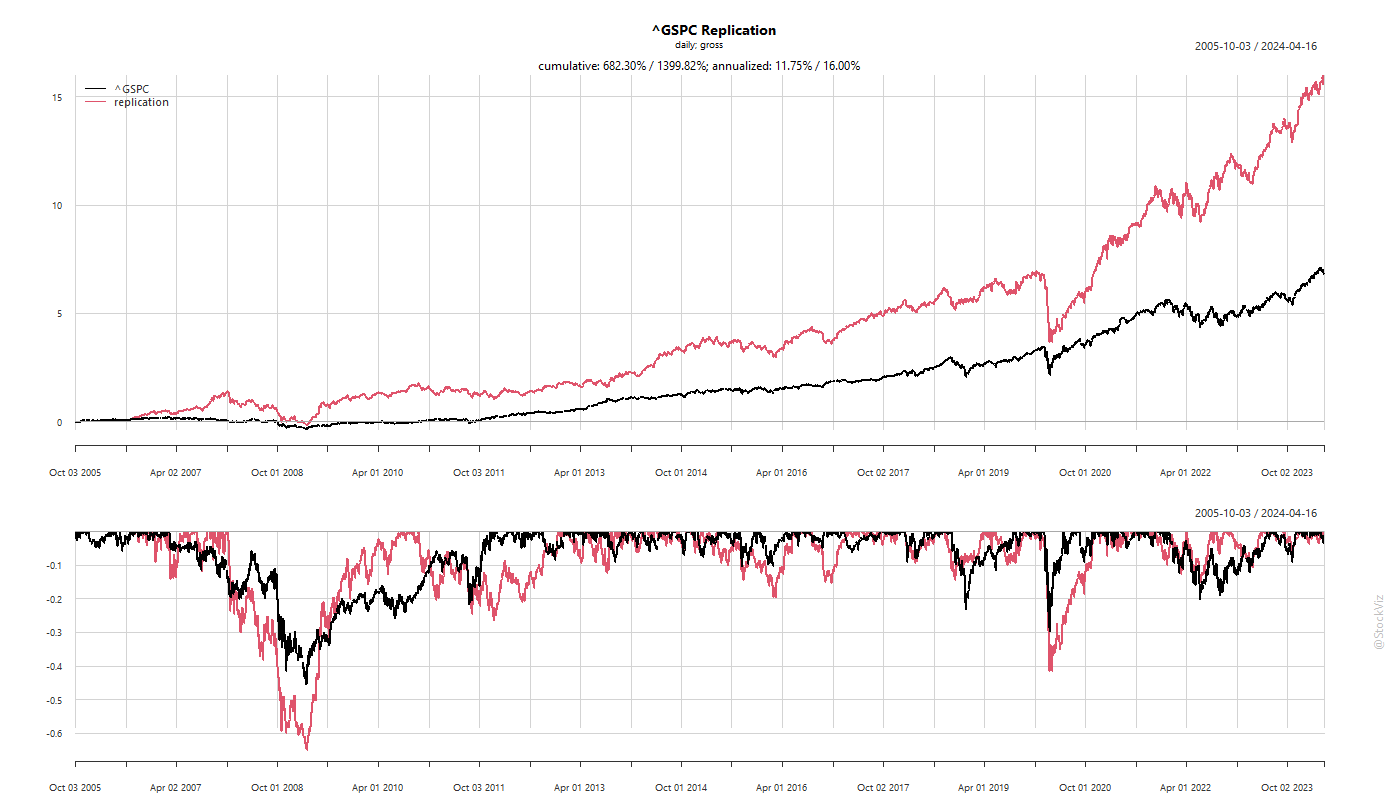 ^GSPC Replication
daily; gross
2005-10-03 / 2024-04-16
cumulative: 682.30% / 1399.82%; annualized: 11.75% / 16.00%
^GSPC
replication
15
10
5
0
Oct 03 2005 Apr 02 2007 Oct 01 2008 Apr 01 2010 Oct 03 2011 Apr 01 2013 Oct 01 2014 Apr 01 2016 Oct 02 2017 Apr 01 2019 Oct 01 2020 Apr 01 2022 Oct 02 2023
2005-10-03 / 2024-04-16
-0.1
-0.2
-0.3
-0.4
-0.5
-0.6
Oct 03 2005 Apr 02 2007 Oct 01 2008 Apr 01 2010 Oct 03 2011 Apr 01 2013 Oct 01 2014 Apr 01 2016 Oct 02 2017 Apr 01 2019 Oct 01 2020 Apr 01 2022 Oct 02 2023
@StockViz